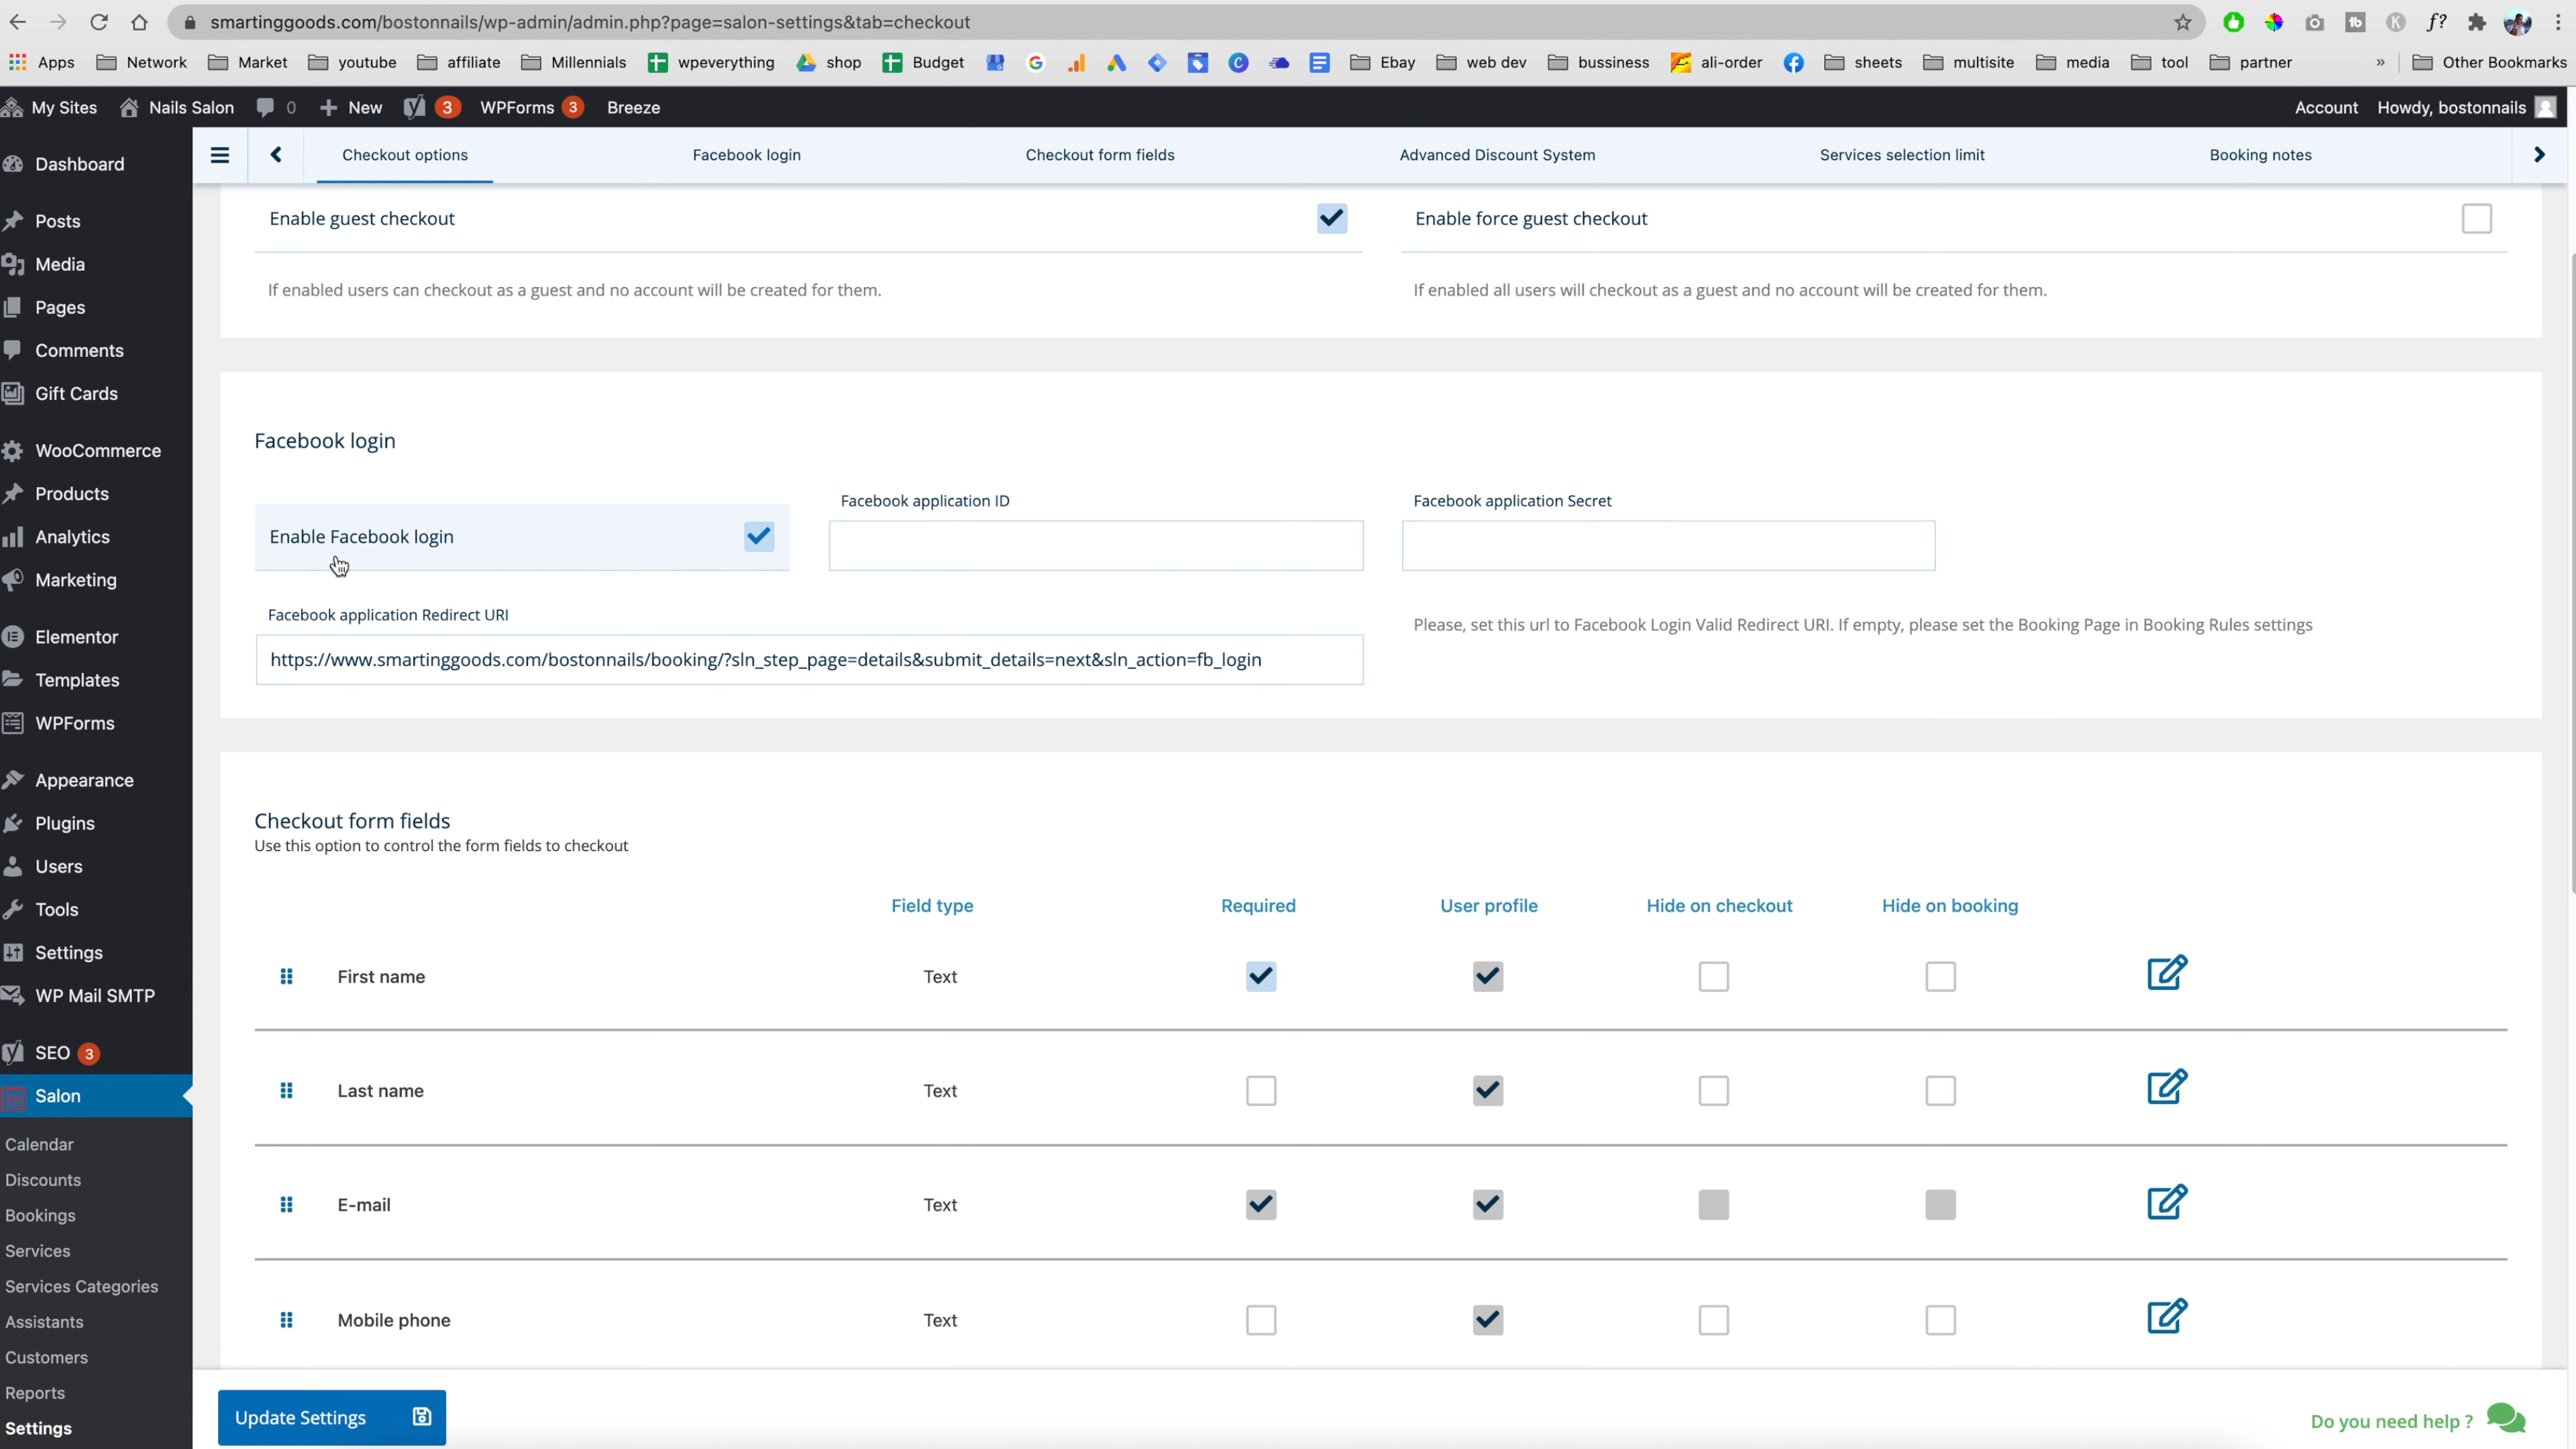 smartinggoods.com/bostonnails/wp-admin/admin.php?page=salon-settings&tab=checkout
Apps Network Market youtube affiliate Millennials wpeverything shop Budget Ebay web dev bussiness ali-order sheets multisite media tool partner » Other Bookmarks
My Sites Nails Salon 0 + New 3 WPForms 3 Breeze Account Howdy, bostonnails
Checkout options Facebook login Checkout form fields Advanced Discount System Services selection limit Booking notes
Dashboard
Posts
Media
Pages
Comments
Gift Cards
WooCommerce
Products
Analytics
Marketing
Elementor
Templates
WPForms
Appearance
Plugins
Users
Tools
Settings
WP Mail SMTP
SEO 3
Salon
Calendar
Discounts
Bookings
Services
Services Categories
Assistants
Customers
Reports
Settings
Enable guest checkout Enable force guest checkout
If enabled users can checkout as a guest and no account will be created for them. If enabled all users will checkout as a guest and no account will be created for them.
Facebook login
Facebook application ID Facebook application Secret
Enable Facebook login
Facebook application Redirect URI
Please, set this url to Facebook Login Valid Redirect URI. If empty, please set the Booking Page in Booking Rules settings
https://www.smartinggoods.com/bostonnails/booking/?sln_step_page=details&submit_details=next&sln_action=fb_login
Checkout form fields
Use this option to control the form fields to checkout
Field type Required User profile Hide on checkout Hide on booking
First name Text
Last name Text
E-mail Text
Mobile phone Text
Update Settings
Do you need help ?